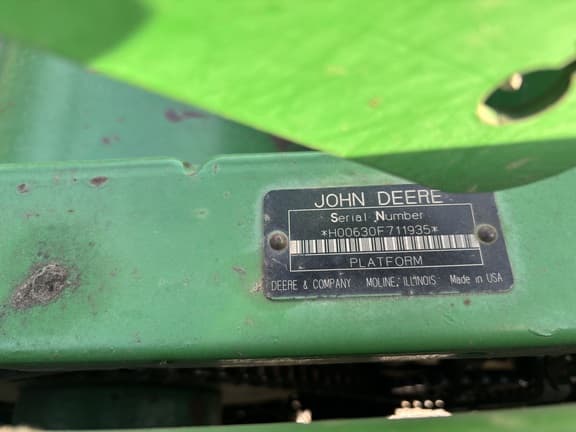 JOHN DEERE
Serial Number
*H00630F711935*
PLATFORM
DEERE & COMPANY MOLINE, ILLINOIS Made in USA